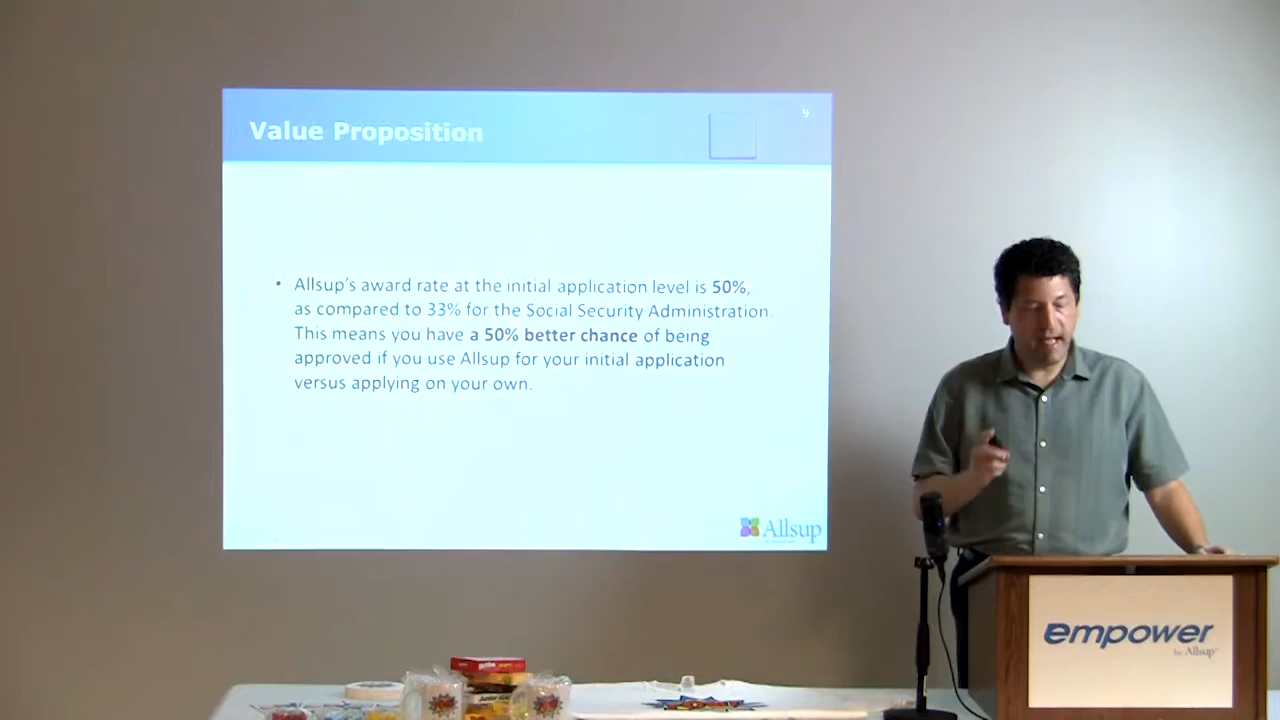 9
Value Proposition
• Allsup's award rate at the initial application level is 50%,
as compared to 33% for the Social Security Administration.
This means you have a 50% better chance of being
approved if you use Allsup for your initial application
versus applying on your own.
Allsup
empower
by Allsup